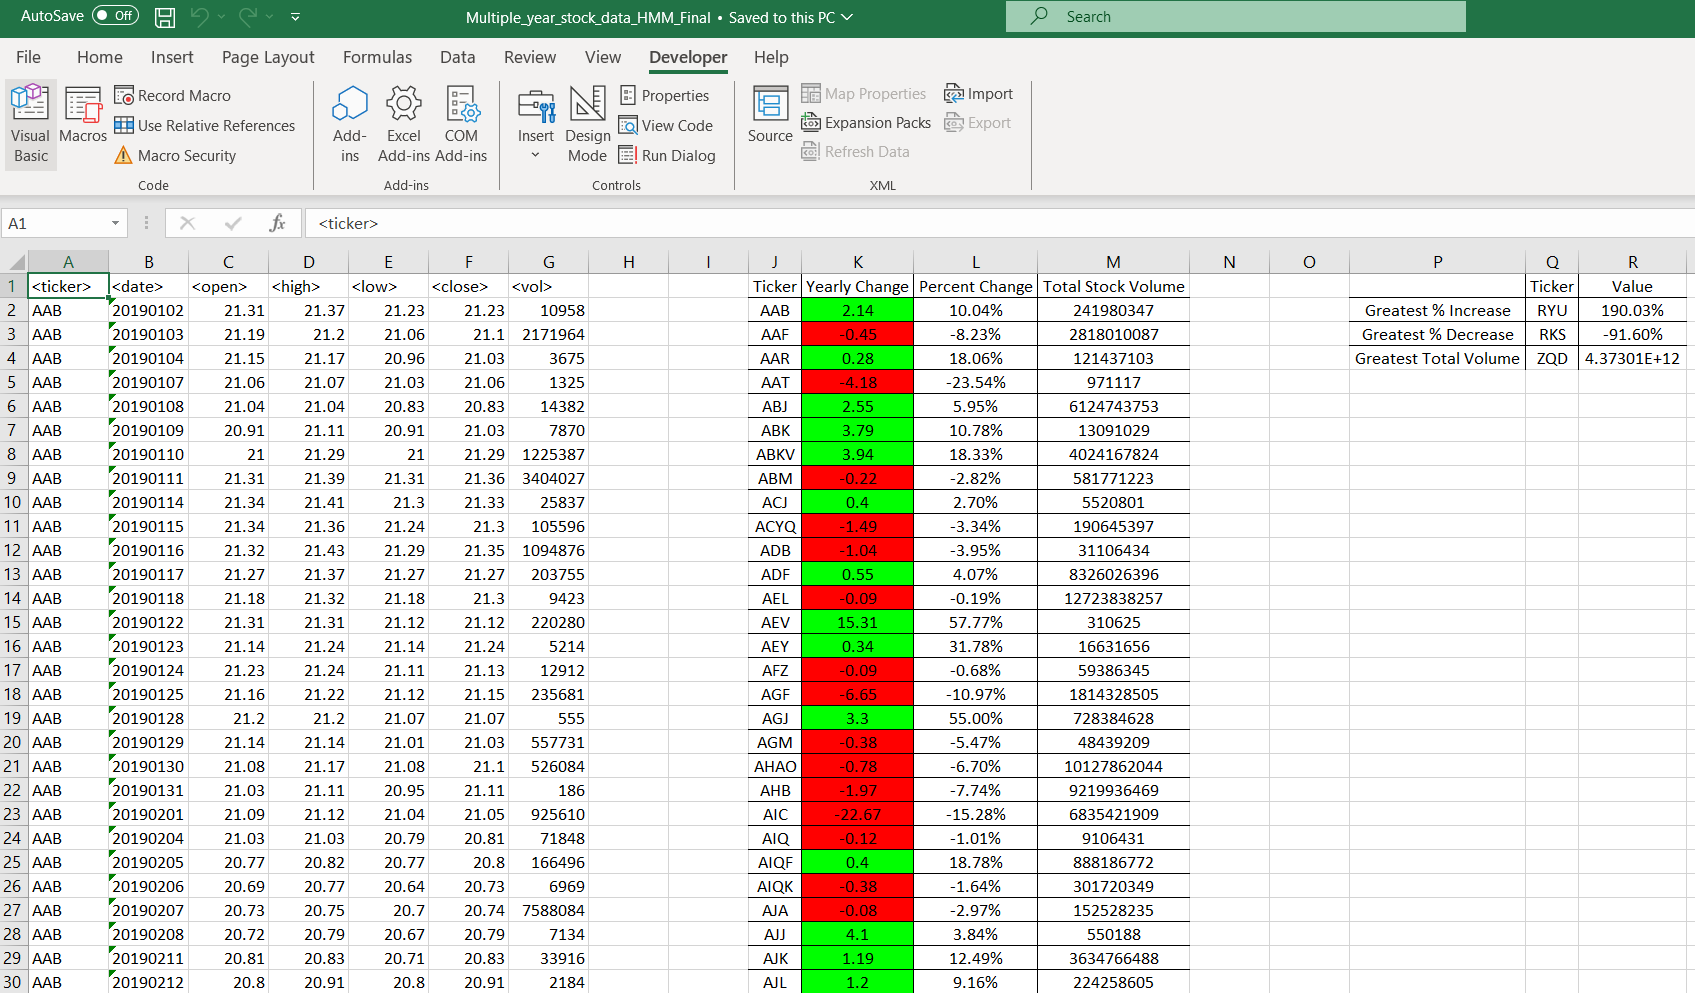 AutoSave Off Multiple_year_stock_data_HMM_Final • Saved to this PC Search
File Home Insert Page Layout Formulas Data Review View Developer Help
Visual Basic
Macros
Record Macro
Use Relative References
Macro Security
Code
Add-ins
Excel Add-ins
COM Add-ins
Add-ins
Insert
Design Mode
Properties
View Code
Run Dialog
Controls
Source
Map Properties
Expansion Packs
Refresh Data
Import
Export
XML
A1 fx <ticker>
A B C D E F G H I J K L M N O P Q R
1 <ticker> <date> <open> <high> <low> <close> <vol> Ticker Yearly Change Percent Change Total Stock Volume Ticker Value
2 AAB 20190102 21.31 21.37 21.23 21.23 10958 AAB 2.14 10.04% 241980347 Greatest % Increase RYU 190.03%
3 AAB 20190103 21.19 21.2 21.06 21.1 2171964 AAF -0.45 -8.23% 2818010087 Greatest % Decrease RKS -91.60%
4 AAB 20190104 21.15 21.17 20.96 21.03 3675 AAR 0.28 18.06% 121437103 Greatest Total Volume ZQD 4.37301E+12
5 AAB 20190107 21.06 21.07 21.03 21.06 1325 AAT -4.18 -23.54% 971117
6 AAB 20190108 21.04 21.04 20.83 20.83 14382 ABJ 2.55 5.95% 6124743753
7 AAB 20190109 20.91 21.11 20.91 21.03 7870 ABK 3.79 10.78% 13091029
8 AAB 20190110 21 21.29 21 21.29 1225387 ABKV 3.94 18.33% 4024167824
9 AAB 20190111 21.31 21.39 21.31 21.36 3404027 ABM -0.22 -2.82% 581771223
10 AAB 20190114 21.34 21.41 21.3 21.33 25837 ACJ 0.4 2.70% 5520801
11 AAB 20190115 21.34 21.36 21.24 21.3 105596 ACYQ -1.49 -3.34% 190645397
12 AAB 20190116 21.32 21.43 21.29 21.35 1094876 ADB -1.04 -3.95% 31106434
13 AAB 20190117 21.27 21.37 21.27 21.27 203755 ADF 0.55 4.07% 8326026396
14 AAB 20190118 21.18 21.32 21.18 21.3 9423 AEL -0.09 -0.19% 12723838257
15 AAB 20190122 21.31 21.31 21.12 21.12 220280 AEV 15.31 57.77% 310625
16 AAB 20190123 21.14 21.24 21.14 21.24 5214 AEY 0.34 31.78% 16631656
17 AAB 20190124 21.23 21.24 21.11 21.13 12912 AFZ -0.09 -0.68% 59386345
18 AAB 20190125 21.16 21.22 21.12 21.15 235681 AGF -6.65 -10.97% 1814328505
19 AAB 20190128 21.2 21.2 21.07 21.07 555 AGJ 3.3 55.00% 728384628
20 AAB 20190129 21.14 21.14 21.01 21.03 557731 AGM -0.38 -5.47% 48439209
21 AAB 20190130 21.08 21.17 21.08 21.1 526084 AHAO -0.78 -6.70% 10127862044
22 AAB 20190131 21.03 21.11 20.95 21.11 186 AHB -1.97 -7.74% 9219936469
23 AAB 20190201 21.09 21.12 21.04 21.05 925610 AIC -22.67 -15.28% 6835421909
24 AAB 20190204 21.03 21.03 20.79 20.81 71848 AIQ -0.12 -1.01% 9106431
25 AAB 20190205 20.77 20.82 20.77 20.8 166496 AIQF 0.4 18.78% 888186772
26 AAB 20190206 20.69 20.77 20.64 20.73 6969 AIQK -0.38 -1.64% 301720349
27 AAB 20190207 20.73 20.75 20.7 20.74 7588084 AJA -0.08 -2.97% 152528235
28 AAB 20190208 20.72 20.79 20.67 20.79 7134 AJJ 4.1 3.84% 550188
29 AAB 20190211 20.81 20.83 20.71 20.83 33916 AJK 1.19 12.49% 3634766488
30 AAB 20190212 20.8 20.91 20.8 20.91 2184 AJL 1.2 9.16% 224258605